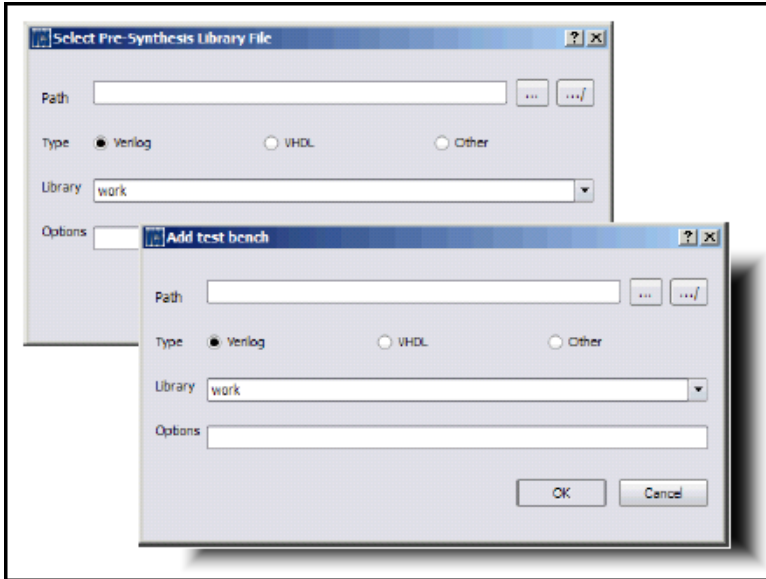 Select Pre-Synthesis Library File
Path
... .../
Type Verilog VHDL Other
Library work
Options
Add test bench
Path
... .../
Type Verilog VHDL Other
Library work
Options
OK Cancel